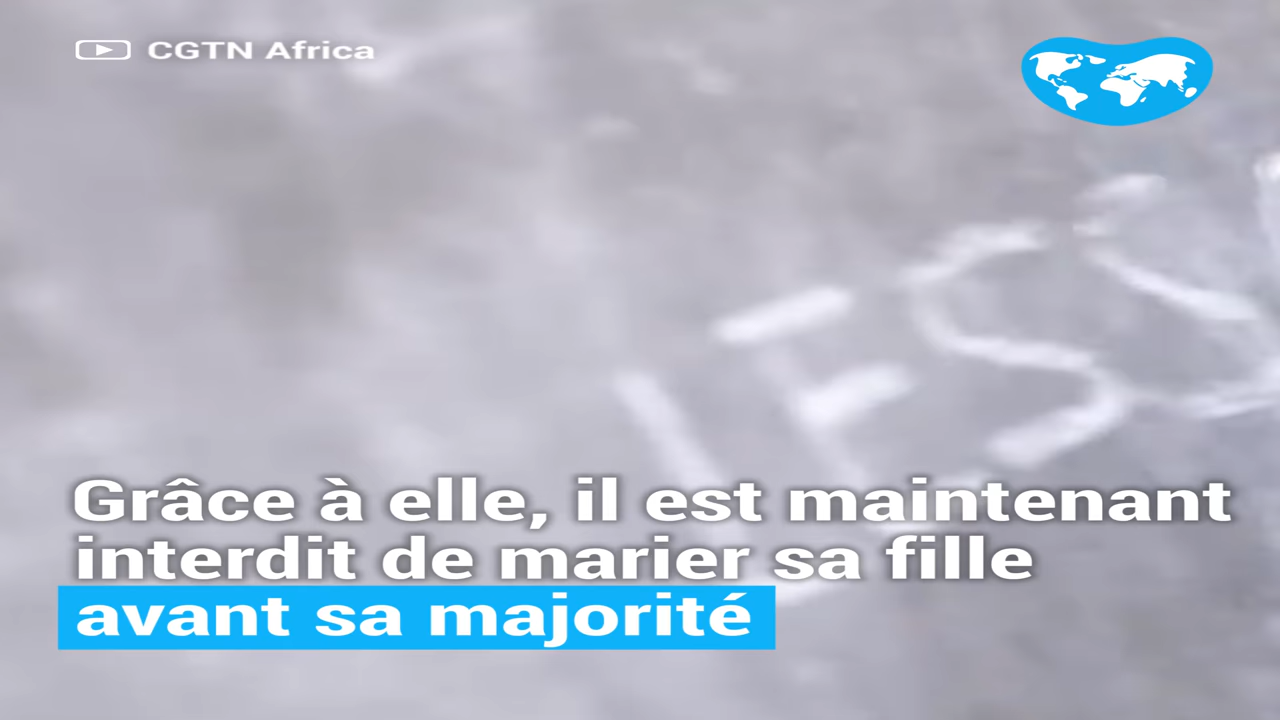 CGTN Africa
Grâce à elle, il est maintenant
interdit de marier sa fille
avant sa majorité